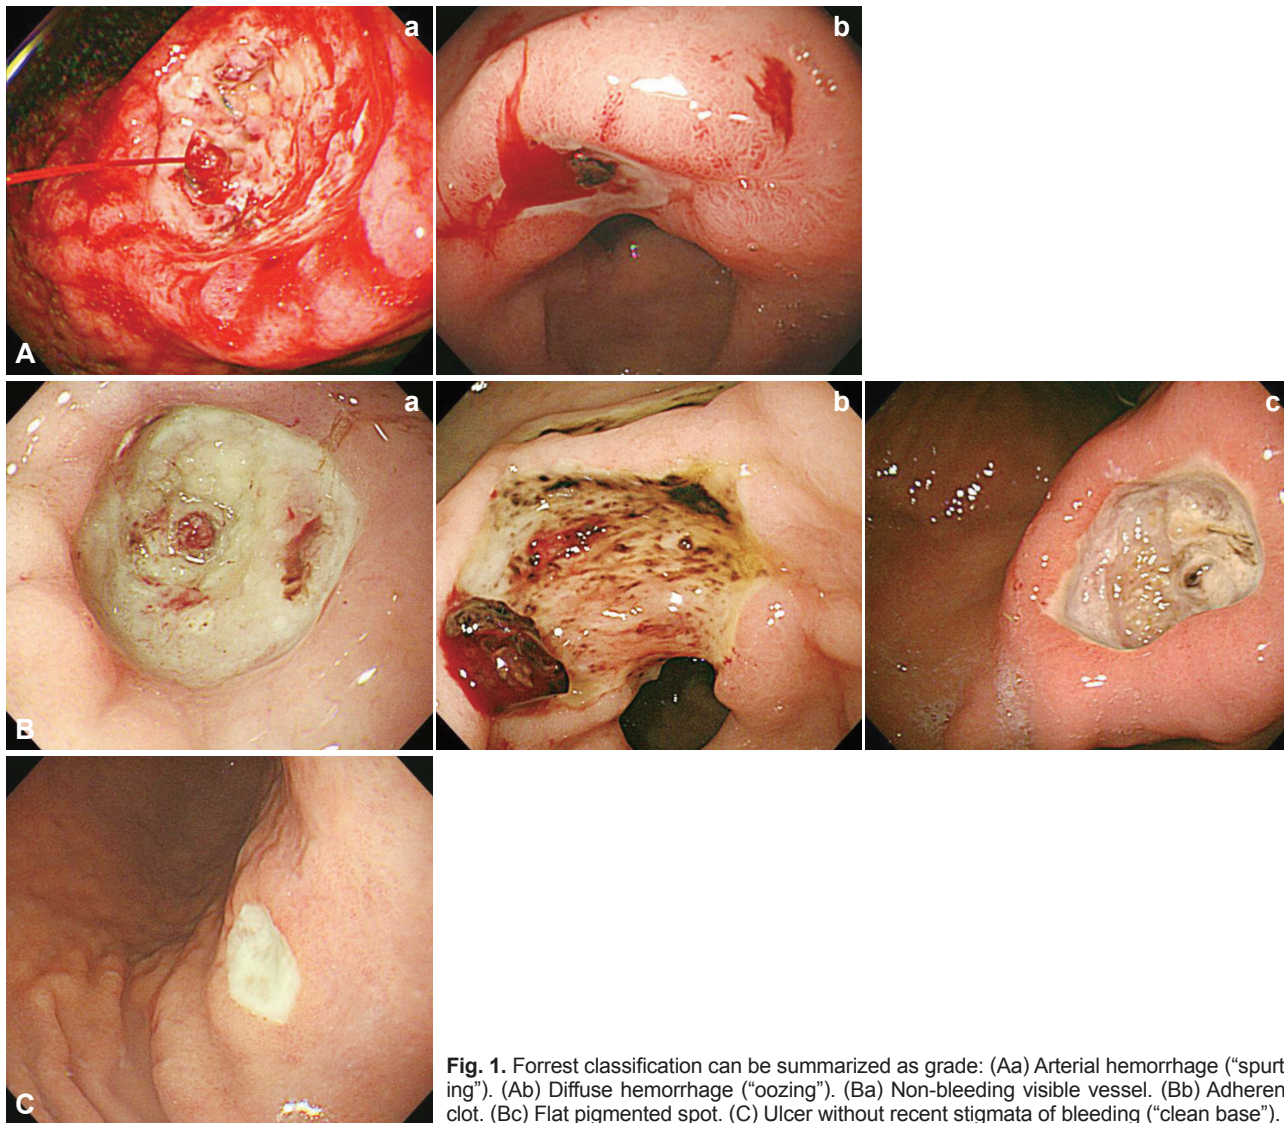 a
b
A
a
b
c
B
C
Fig. 1. Forrest classification can be summarized as grade: (Aa) Arterial hemorrhage (“spurt
ing”). (Ab) Diffuse hemorrhage (“oozing”). (Ba) Non-bleeding visible vessel. (Bb) Adheren
clot. (Bc) Flat pigmented spot. (C) Ulcer without recent stigmata of bleeding (“clean base”).